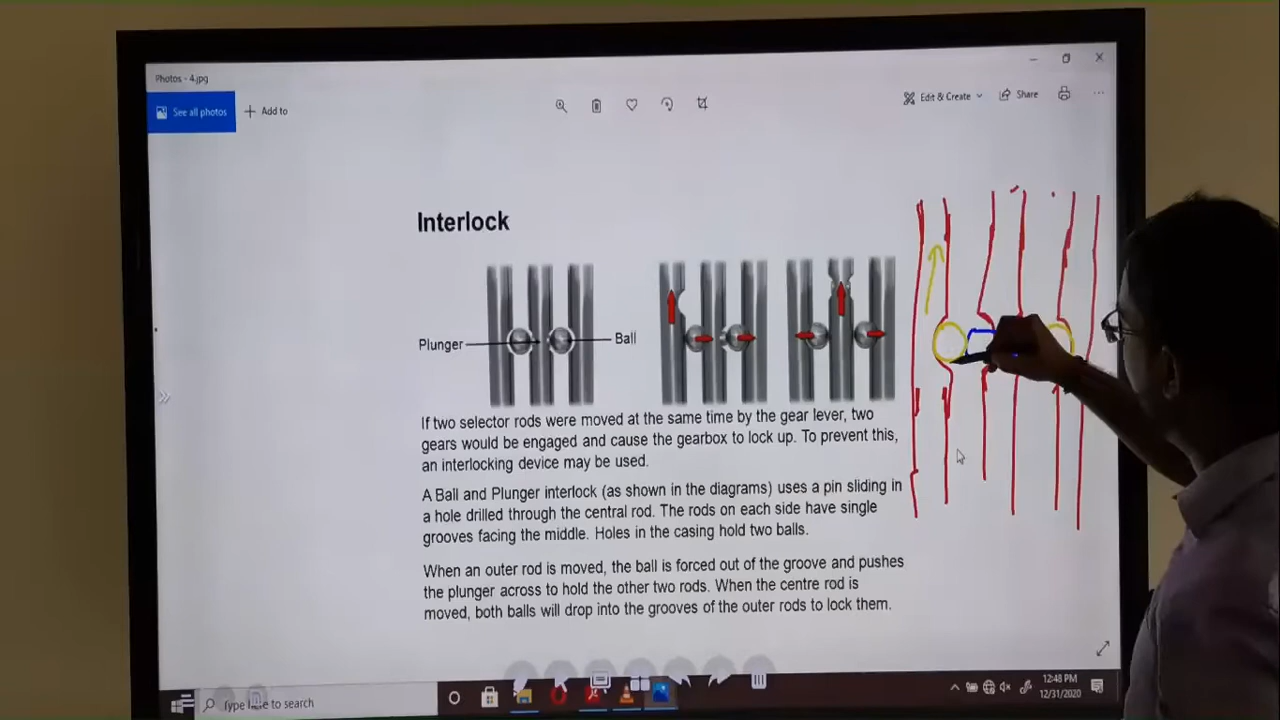 Photos - 4.jpg
See all photos
Add to
Edit & Create
Share
Interlock
Plunger
Ball
If two selector rods were moved at the same time by the gear lever, two
gears would be engaged and cause the gearbox to lock up. To prevent this,
an interlocking device may be used.
A Ball and Plunger interlock (as shown in the diagrams) uses a pin sliding in
a hole drilled through the central rod. The rods on each side have single
grooves facing the middle. Holes in the casing hold two balls.
When an outer rod is moved, the ball is forced out of the groove and pushes
the plunger across to hold the other two rods. When the centre rod is
moved, both balls will drop into the grooves of the outer rods to lock them.
Type here to search
12:48 PM
12/31/2020